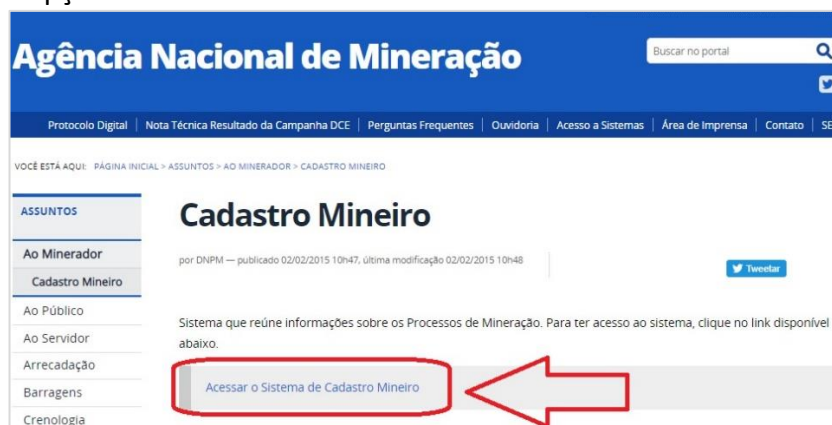 Agência Nacional de Mineração
Buscar no portal
Protocolo Digital | Nota Técnica Resultado da Campanha DCE | Perguntas Frequentes | Ouvidoria | Acesso a Sistemas | Área de Imprensa | Contato | SE
VOCÊ ESTÁ AQUI: PÁGINA INICIAL > ASSUNTOS > AO MINERADOR > CADASTRO MINEIRO
ASSUNTOS
Ao Minerador
Cadastro Mineiro
Ao Público
Ao Servidor
Arrecadação
Barragens
Crenologia
Cadastro Mineiro
por DNPM — publicado 02/02/2015 10h47, última modificação 02/02/2015 10h48
Tweetar
Sistema que reúne informações sobre os Processos de Mineração. Para ter acesso ao sistema, clique no link disponível
abaixo.
Acessar o Sistema de Cadastro Mineiro